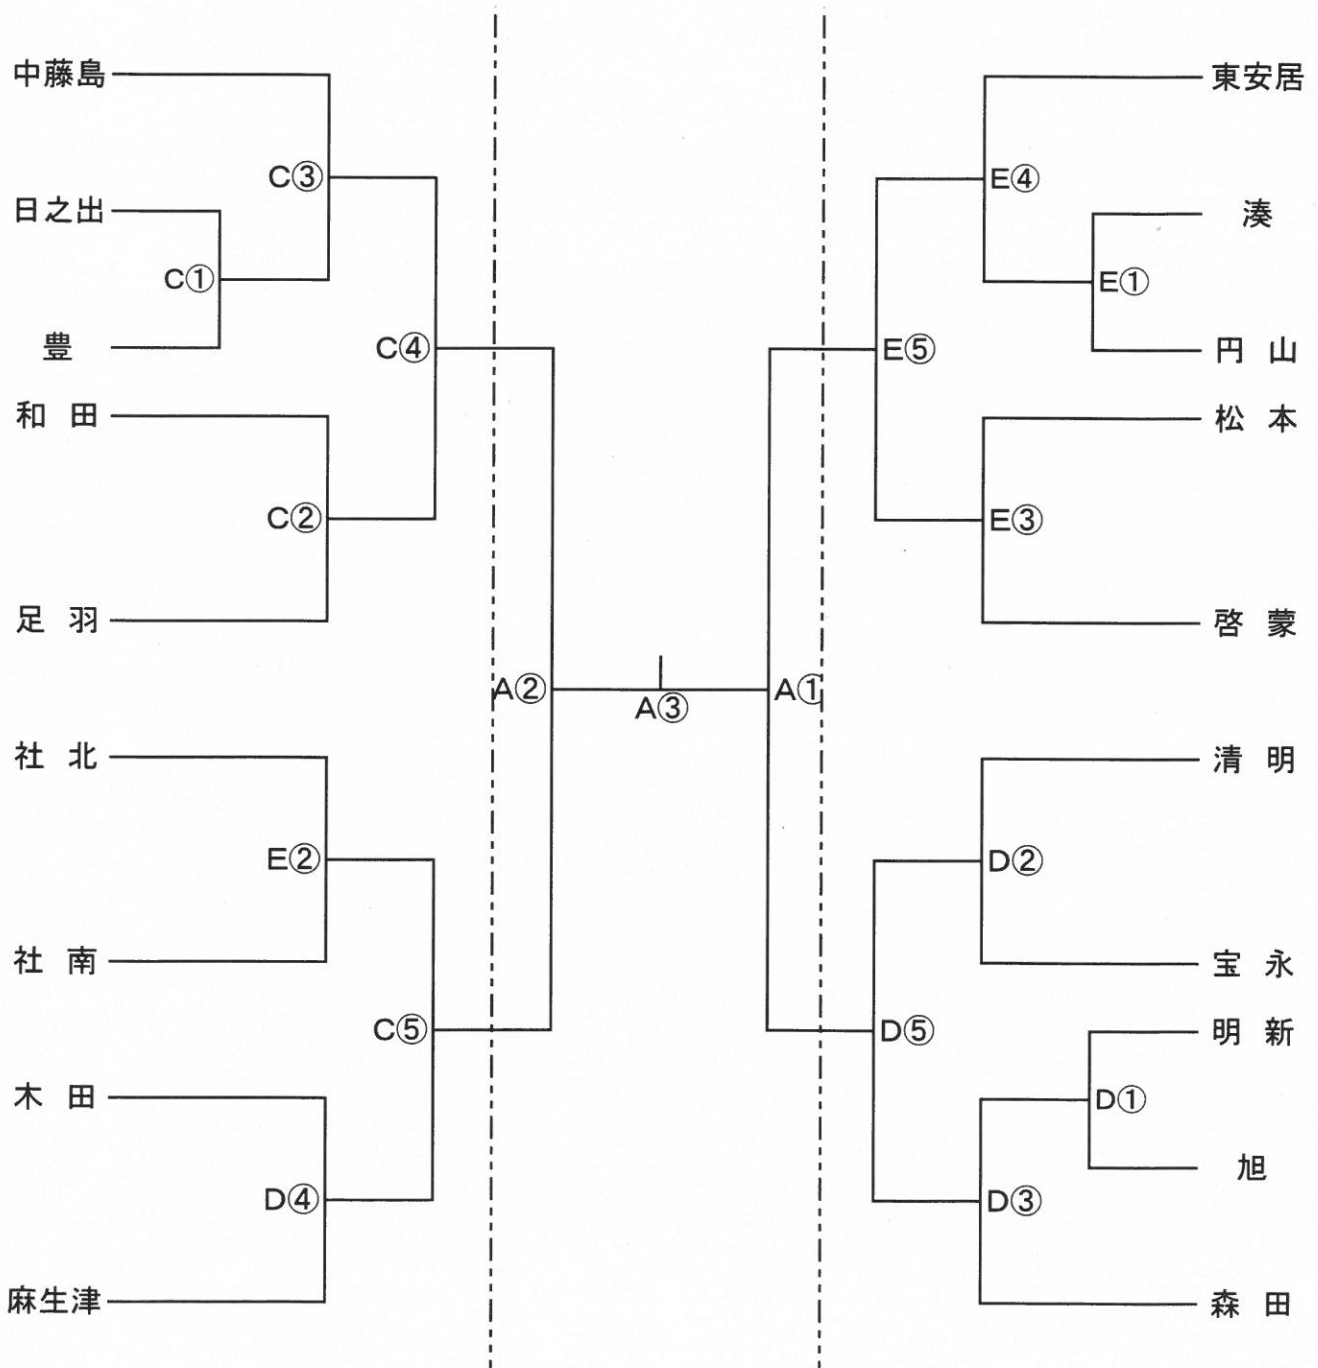 中藤島
C③
日之出
C①
豊
C④
和田
C②
足羽
A②
社北
E②
社南
C⑤
木田
D④
麻生津
A③
東安居
E④
湊
E①
円山
E⑤
松本
E③
啓蒙
A①
清明
D②
宝永
D⑤
明新
D①
旭
D③
森田